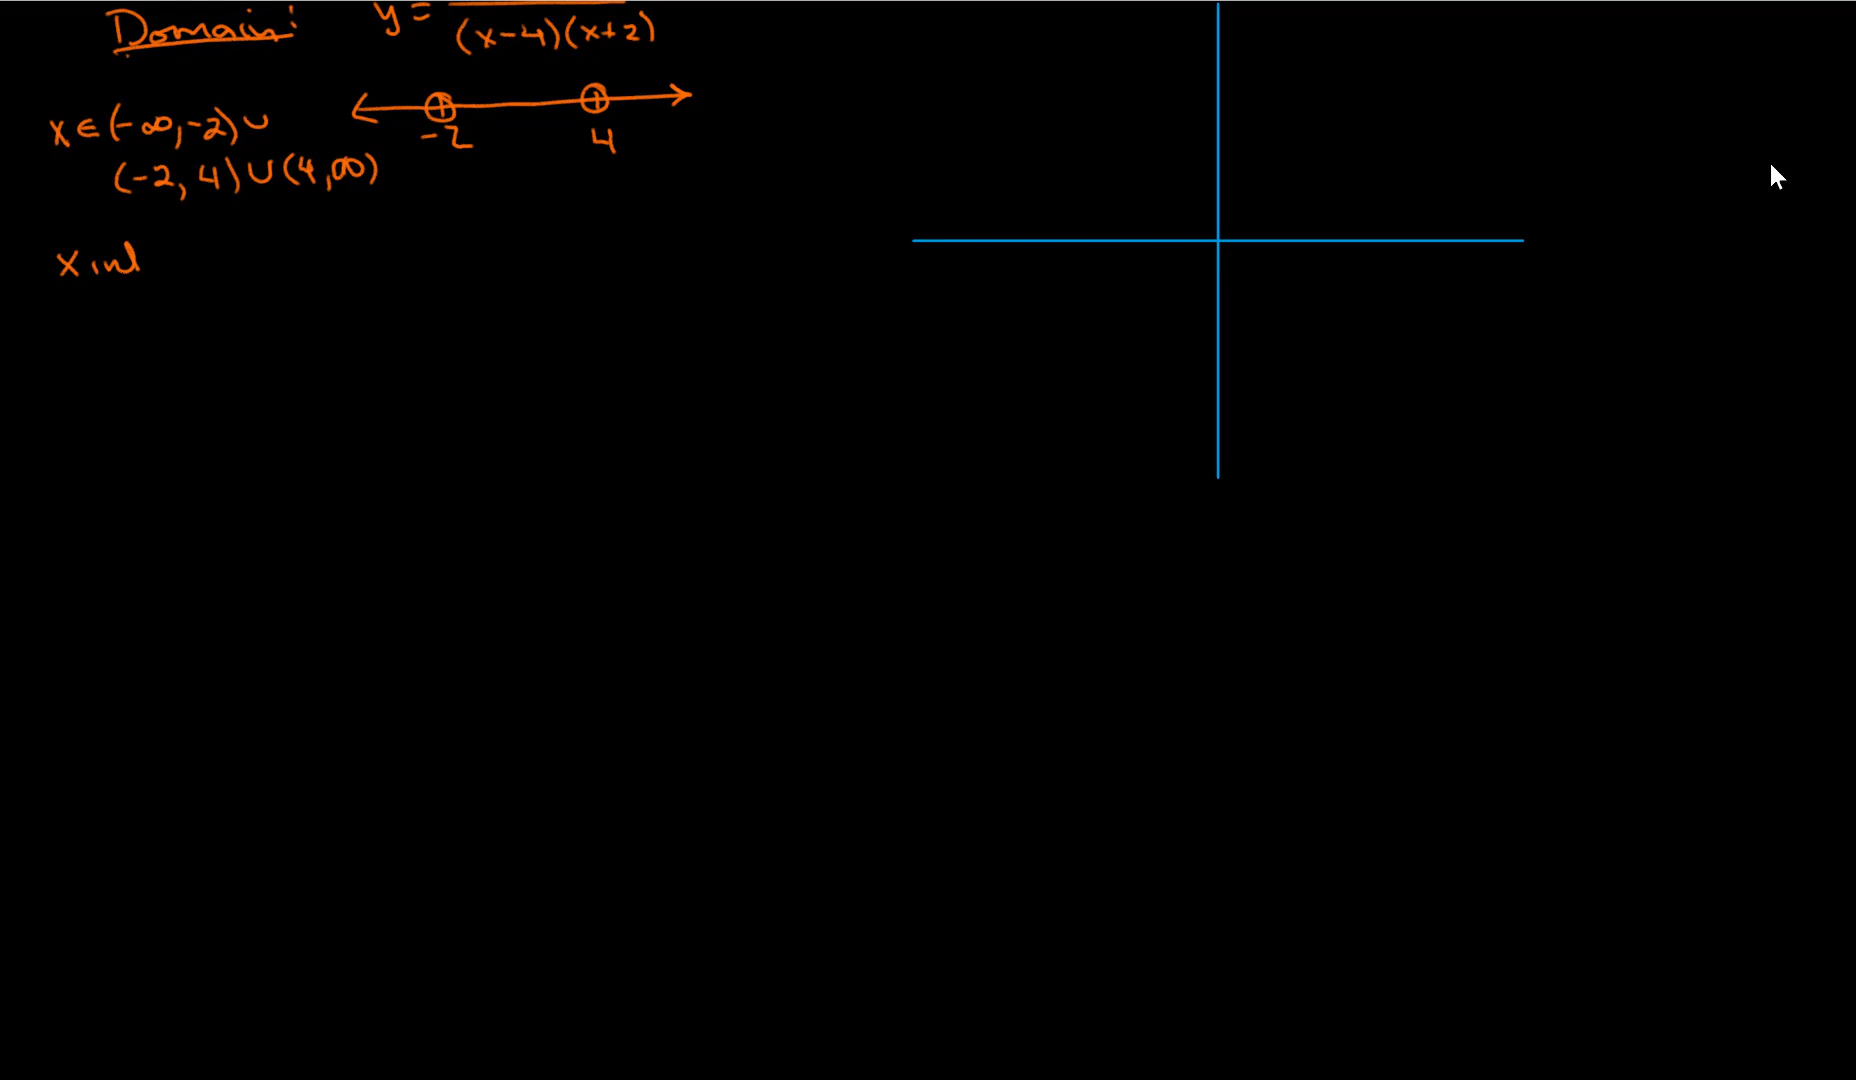 Domain: y = (x-4)(x+2)
x ∈ (-∞, -2) ∪
-2 4
(-2, 4) ∪ (4, ∞)
x int